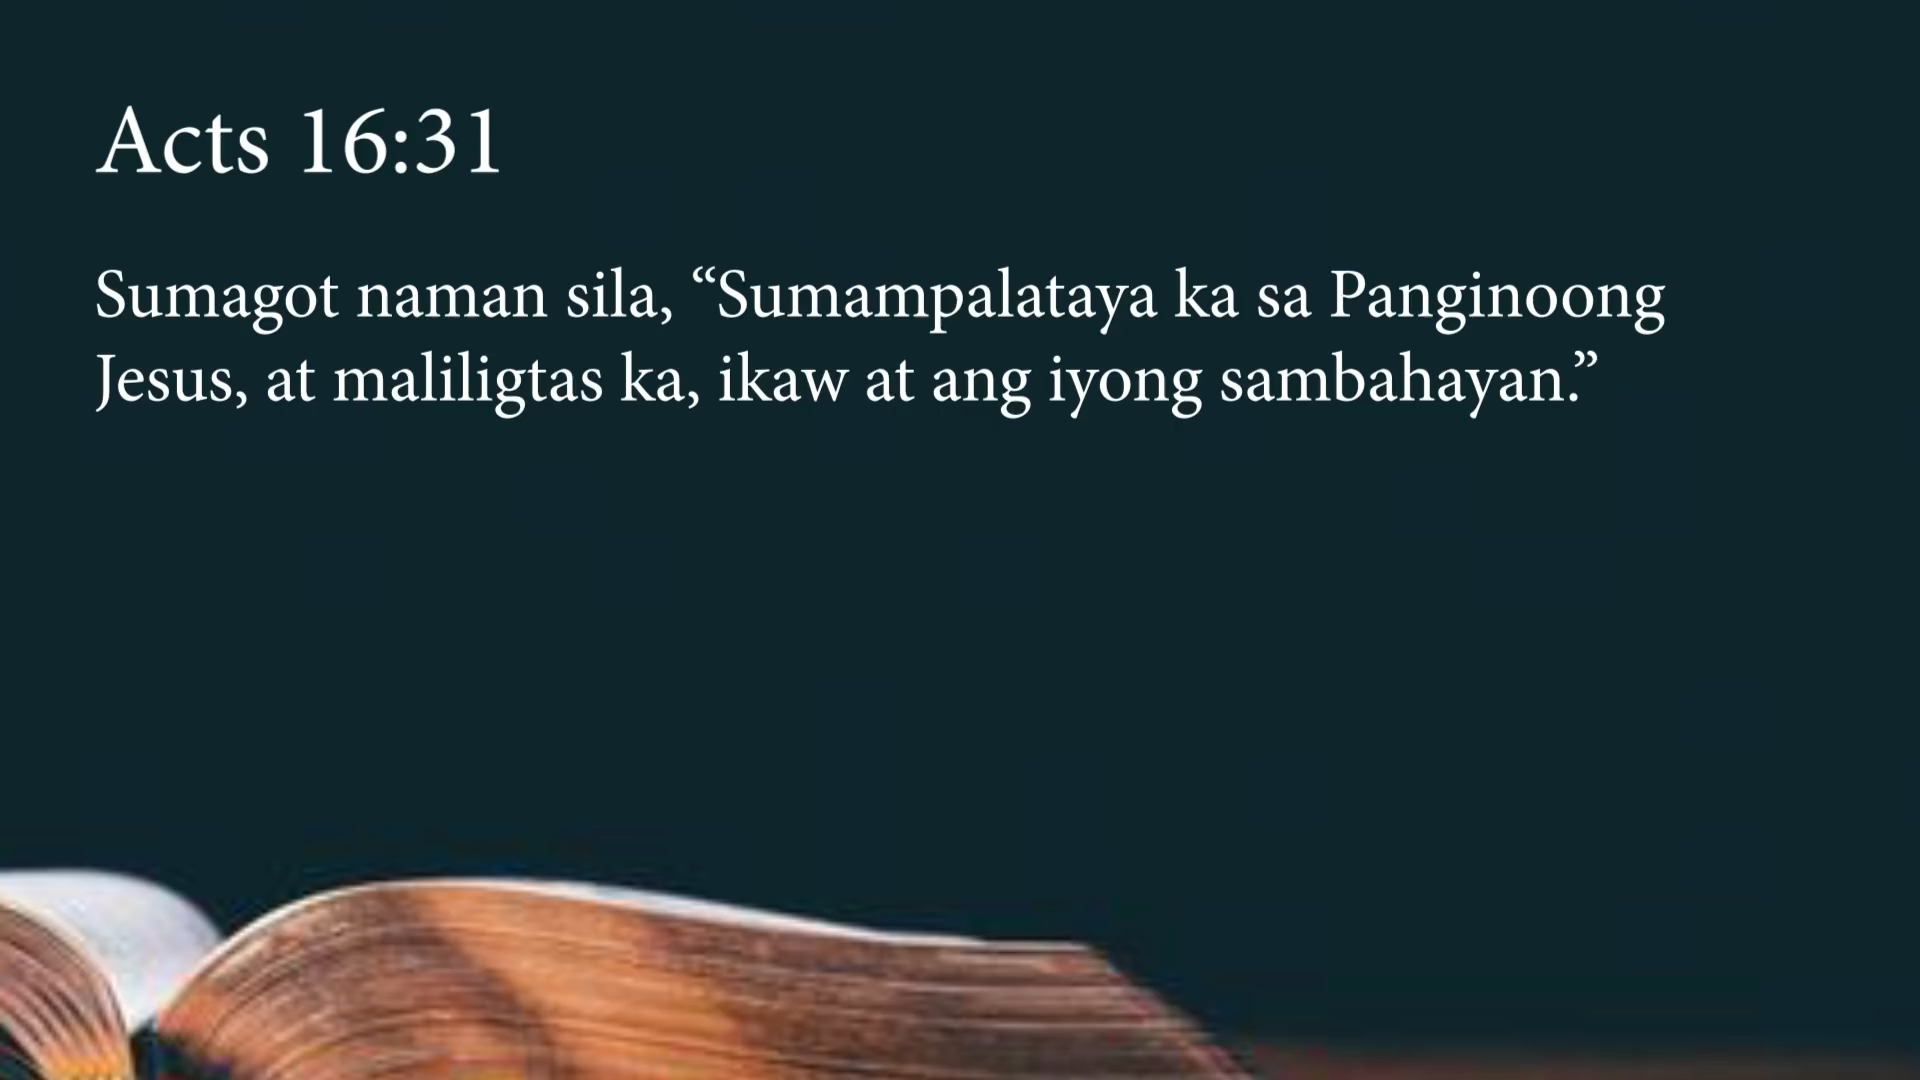 Acts 16:31
Sumagot naman sila, “Sumampalataya ka sa Panginoong
Jesus, at maliligtas ka, ikaw at ang iyong sambahayan.”